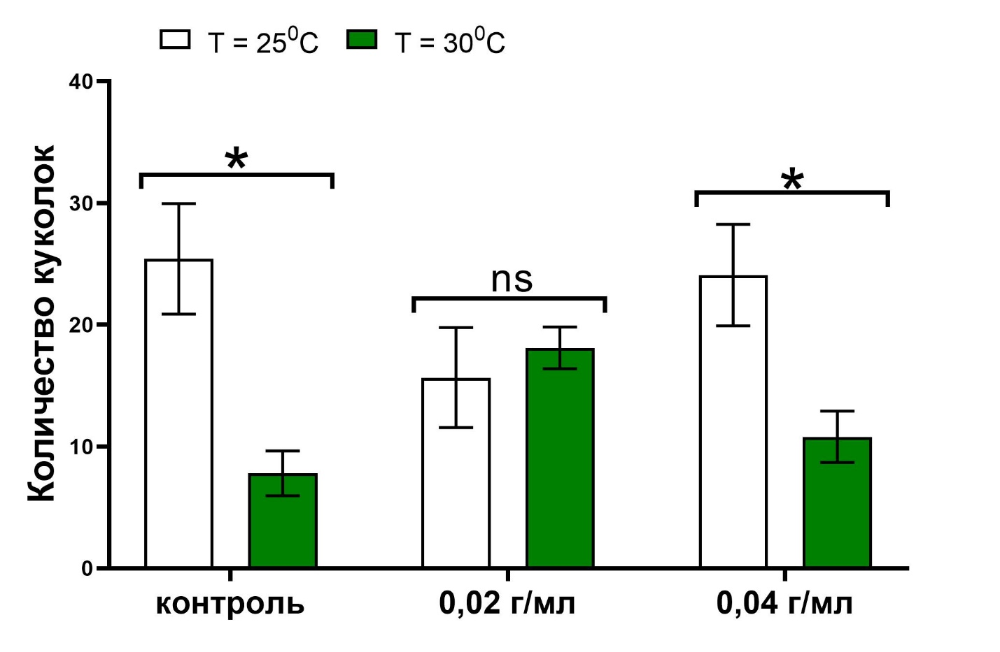 T = 25⁰C T = 30⁰C
40
30
20
10
0
Количество куколок
*
ns
*
контроль 0,02 г/мл 0,04 г/мл